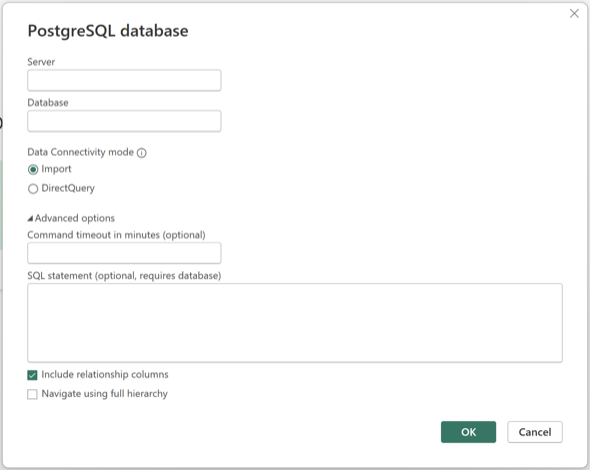 PostgreSQL database
Server
Database
Data Connectivity mode
Import
DirectQuery
Advanced options
Command timeout in minutes (optional)
SQL statement (optional, requires database)
Include relationship columns
Navigate using full hierarchy
OK Cancel